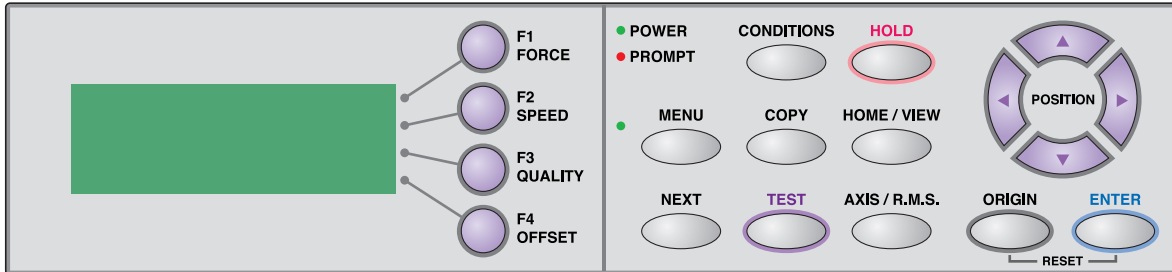 F1
FORCE
F2
SPEED
F3
QUALITY
F4
OFFSET
POWER
PROMPT
CONDITIONS
HOLD
MENU
COPY
HOME / VIEW
NEXT
TEST
AXIS / R.M.S.
POSITION
ORIGIN
ENTER
RESET